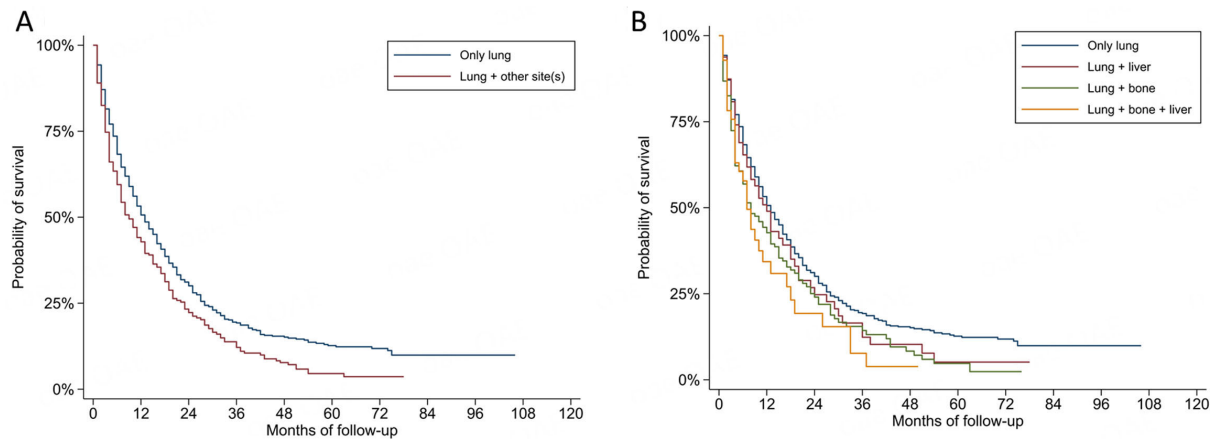 A
100%
75%
50%
25%
0%
Probability of survival
Only lung
Lung + other site(s)
0 12 24 36 48 60 72 84 96 108 120
Months of follow-up
B
100%
75%
50%
25%
0%
Probability of survival
Only lung
Lung + liver
Lung + bone
Lung + bone + liver
0 12 24 36 48 60 72 84 96 108 120
Months of follow-up